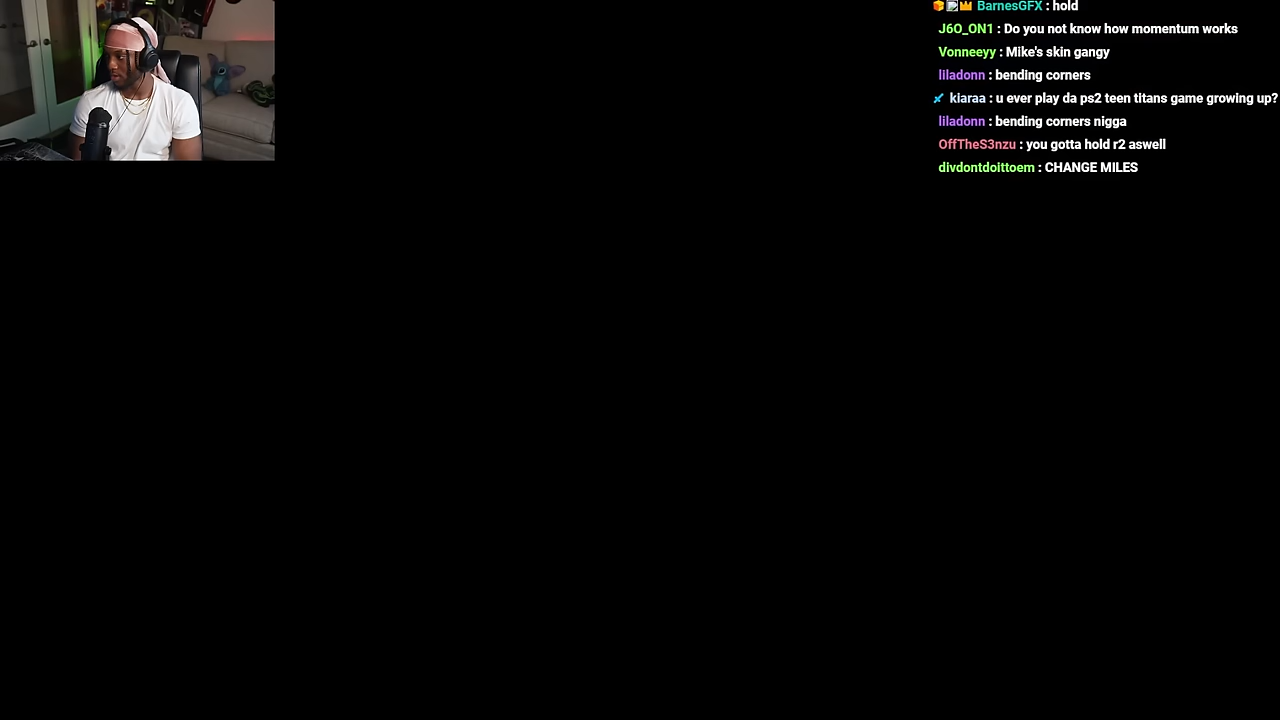 BarnesGFX : hold
J6O_ON1 : Do you not know how momentum works
Vonneeyy : Mike's skin gangy
liladonn : bending corners
kiaraa : u ever play da ps2 teen titans game growing up?
liladonn : bending corners nigga
OffTheS3nzu : you gotta hold r2 aswell
divdontdoittoem : CHANGE MILES